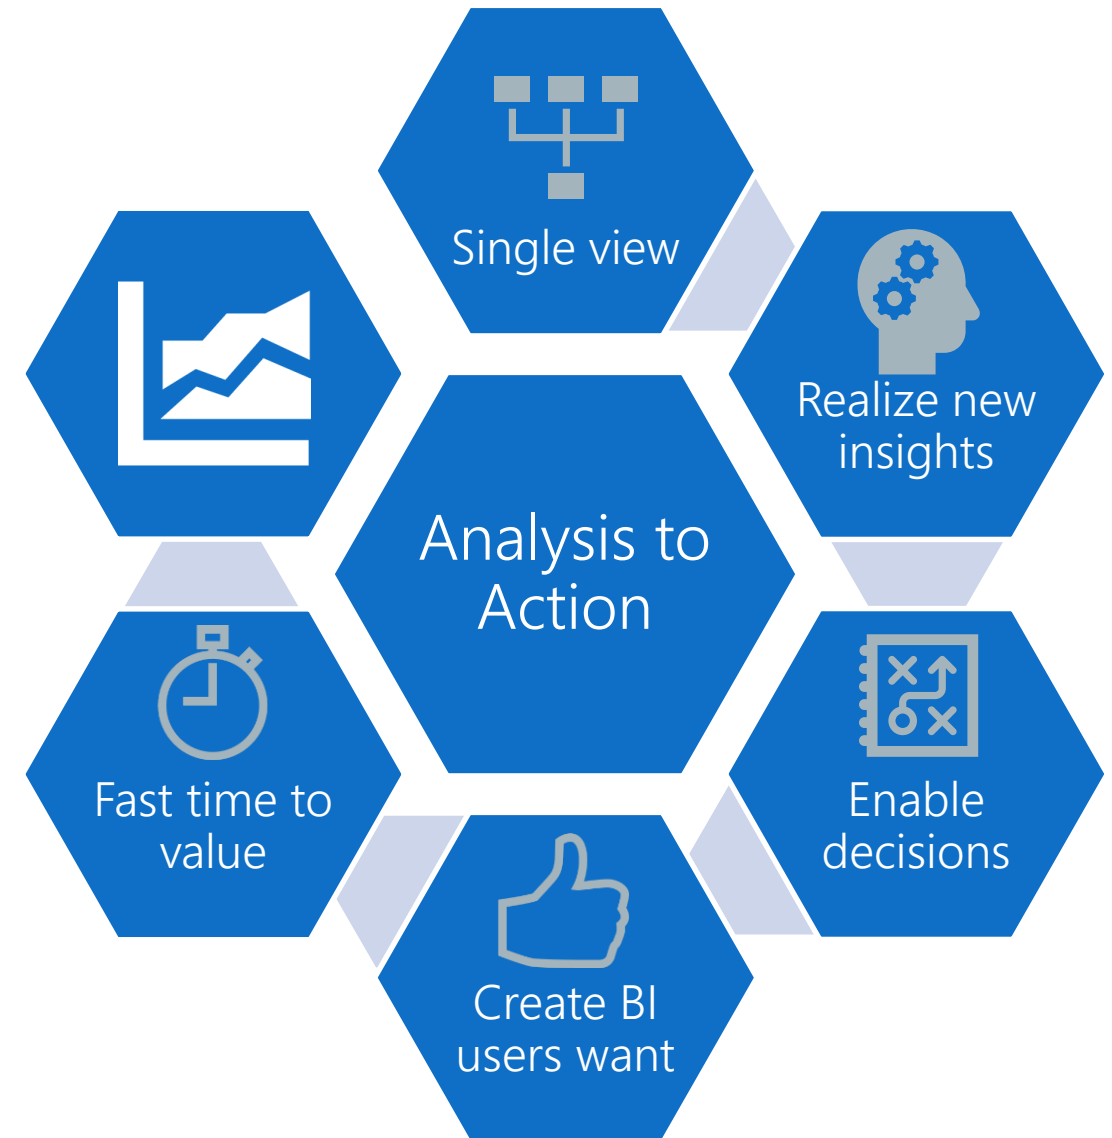 Single view
Realize new
insights
Analysis to
Action
Enable
decisions
Fast time to
value
Create BI
users want